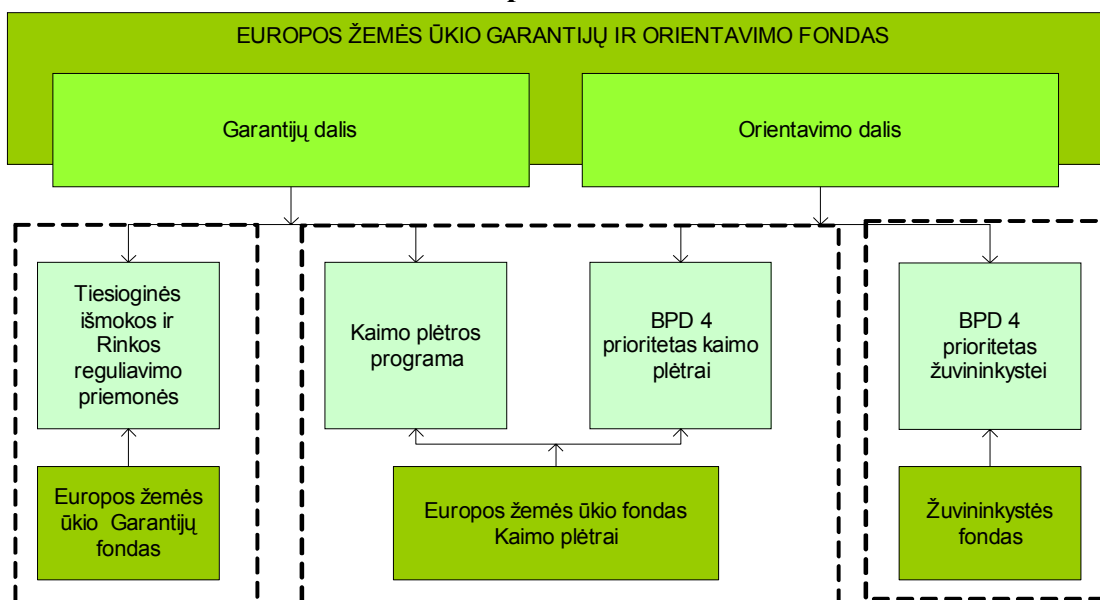 EUROPOS ŽEMĖS ŪKIO GARANTIJŲ IR ORIENTAVIMO FONDAS
Garantijų dalis
Orientavimo dalis
Tiesioginės
išmokos ir
Rinkos
reguliavimo
priemonės
Kaimo plėtros
programa
BPD 4
prioritetas kaimo
plėtrai
BPD 4
prioritetas
žuvininkystei
Europos žemės
ūkio Garantijų
fondas
Europos žemės ūkio fondas
Kaimo plėtrai
Žuvininkystės
fondas